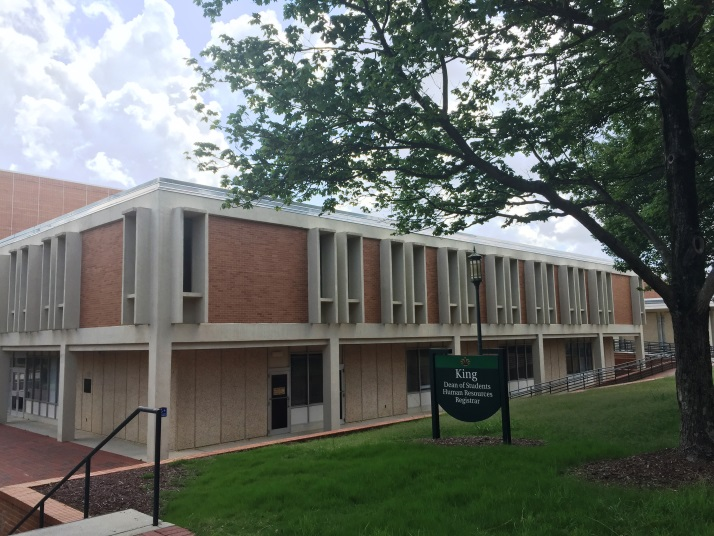 King
Dean of Students
Human Resources
Registrar